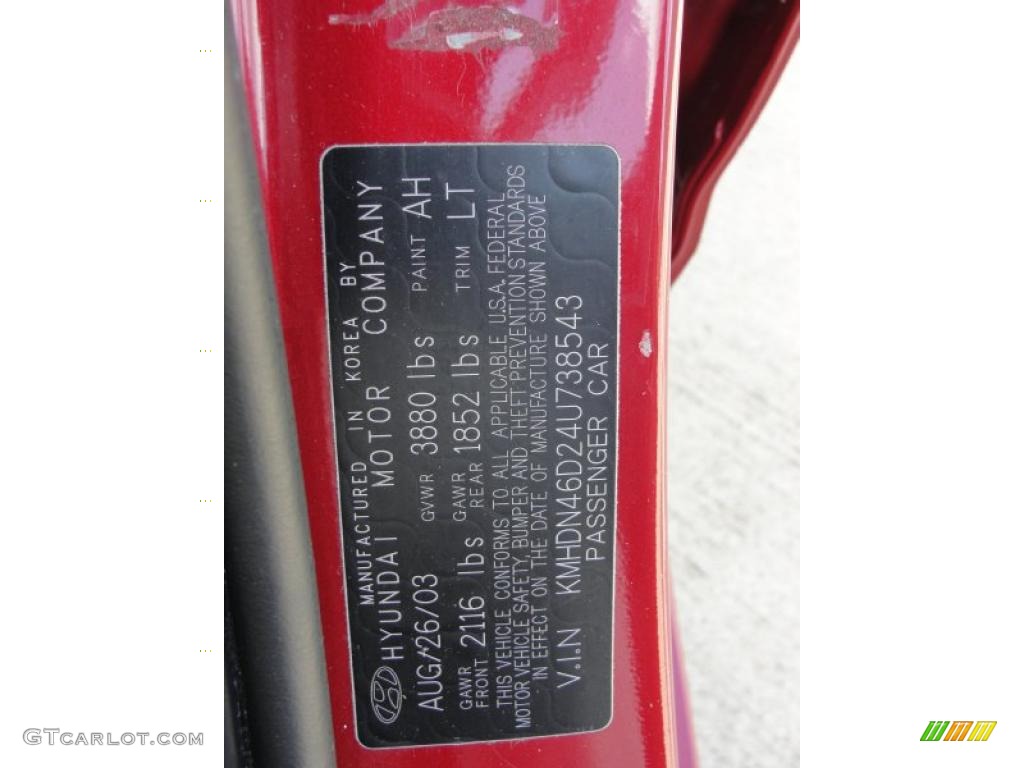 MANUFACTURED IN KOREA BY
HYUNDAI MOTOR COMPANY
AUG/26/03 GVWR 3880 lbs PAINT AH
GAWR FRONT 2116 lbs GAWR REAR 1852 lbs TRIM LT
THIS VEHICLE CONFORMS TO ALL APPLICABLE U.S.A. FEDERAL
MOTOR VEHICLE SAFETY, BUMPER AND THEFT PREVENTION STANDARDS
IN EFFECT ON THE DATE OF MANUFACTURE SHOWN ABOVE
V.I.N KMHDN46D24U738543
PASSENGER CAR
GTCARLOT.COM